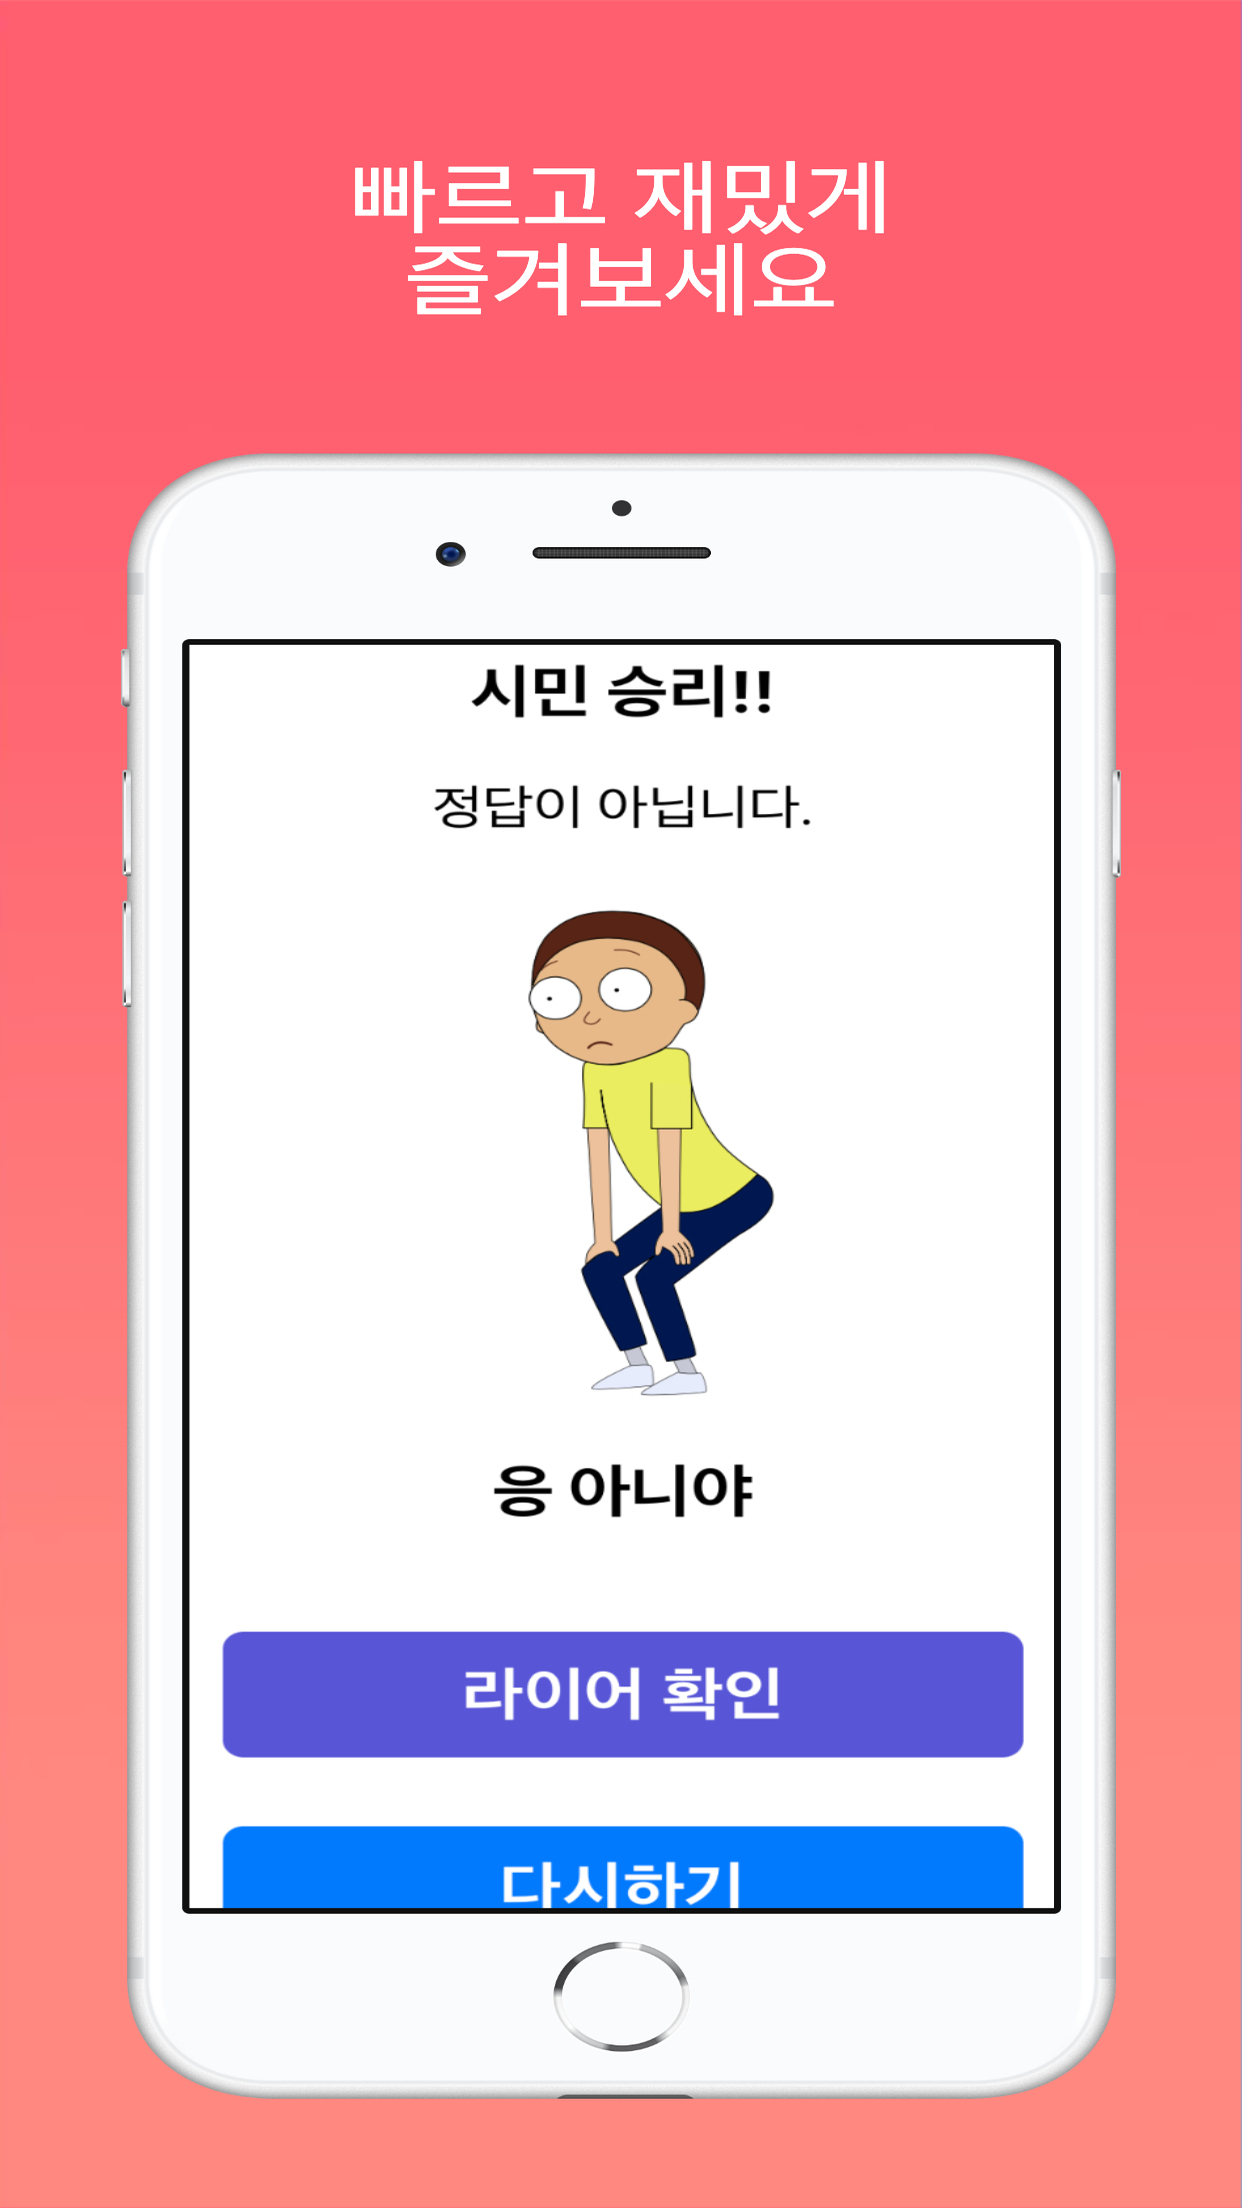 빠르고 재밌게
즐겨보세요
시민 승리!!
정답이 아닙니다.
응 아니야
라이어 확인
다시하기